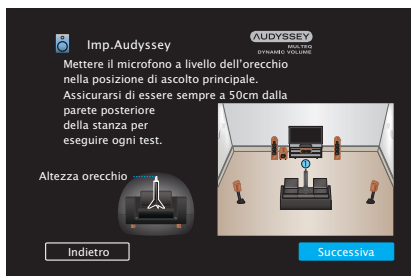 Imp.Audyssey
AUDYSSEY
MULTEQ
DYNAMIC VOLUME
Mettere il microfono a livello dell'orecchio
nella posizione di ascolto principale.
Assicurarsi di essere sempre a 50cm dalla
parete posteriore
della stanza per
eseguire ogni test.
Altezza orecchio
Indietro
Successiva